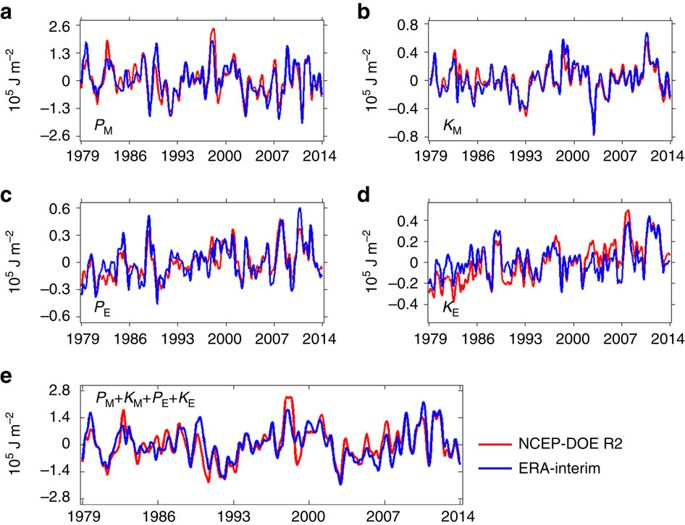 a
2.6
1.3
0
−1.3
−2.6
10⁵ J m⁻²
P_M
1979 1986 1993 2000 2007 2014
b
0.8
0.4
0
−0.4
−0.8
10⁵ J m⁻²
K_M
1979 1986 1993 2000 2007 2014
c
0.6
0.3
0
−0.3
−0.6
10⁵ J m⁻²
P_E
1979 1986 1993 2000 2007 2014
d
0.4
0.2
0
−0.2
−0.4
10⁵ J m⁻²
K_E
1979 1986 1993 2000 2007 2014
e
2.8
1.4
0
−1.4
−2.8
10⁵ J m⁻²
P_M+K_M+P_E+K_E
1979 1986 1993 2000 2007 2014
NCEP-DOE R2
ERA-interim